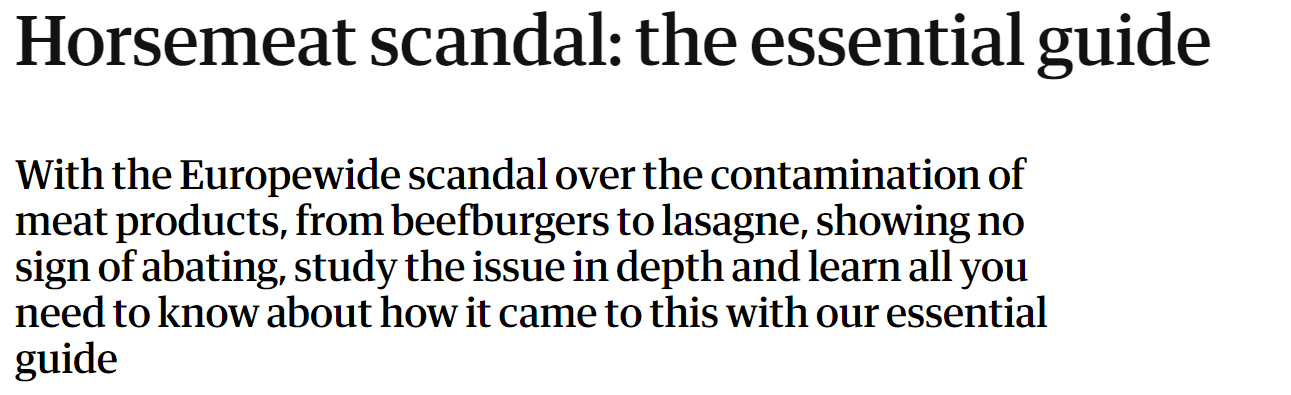 Horsemeat scandal: the essential guide
With the Europewide scandal over the contamination of
meat products, from beefburgers to lasagne, showing no
sign of abating, study the issue in depth and learn all you
need to know about how it came to this with our essential
guide